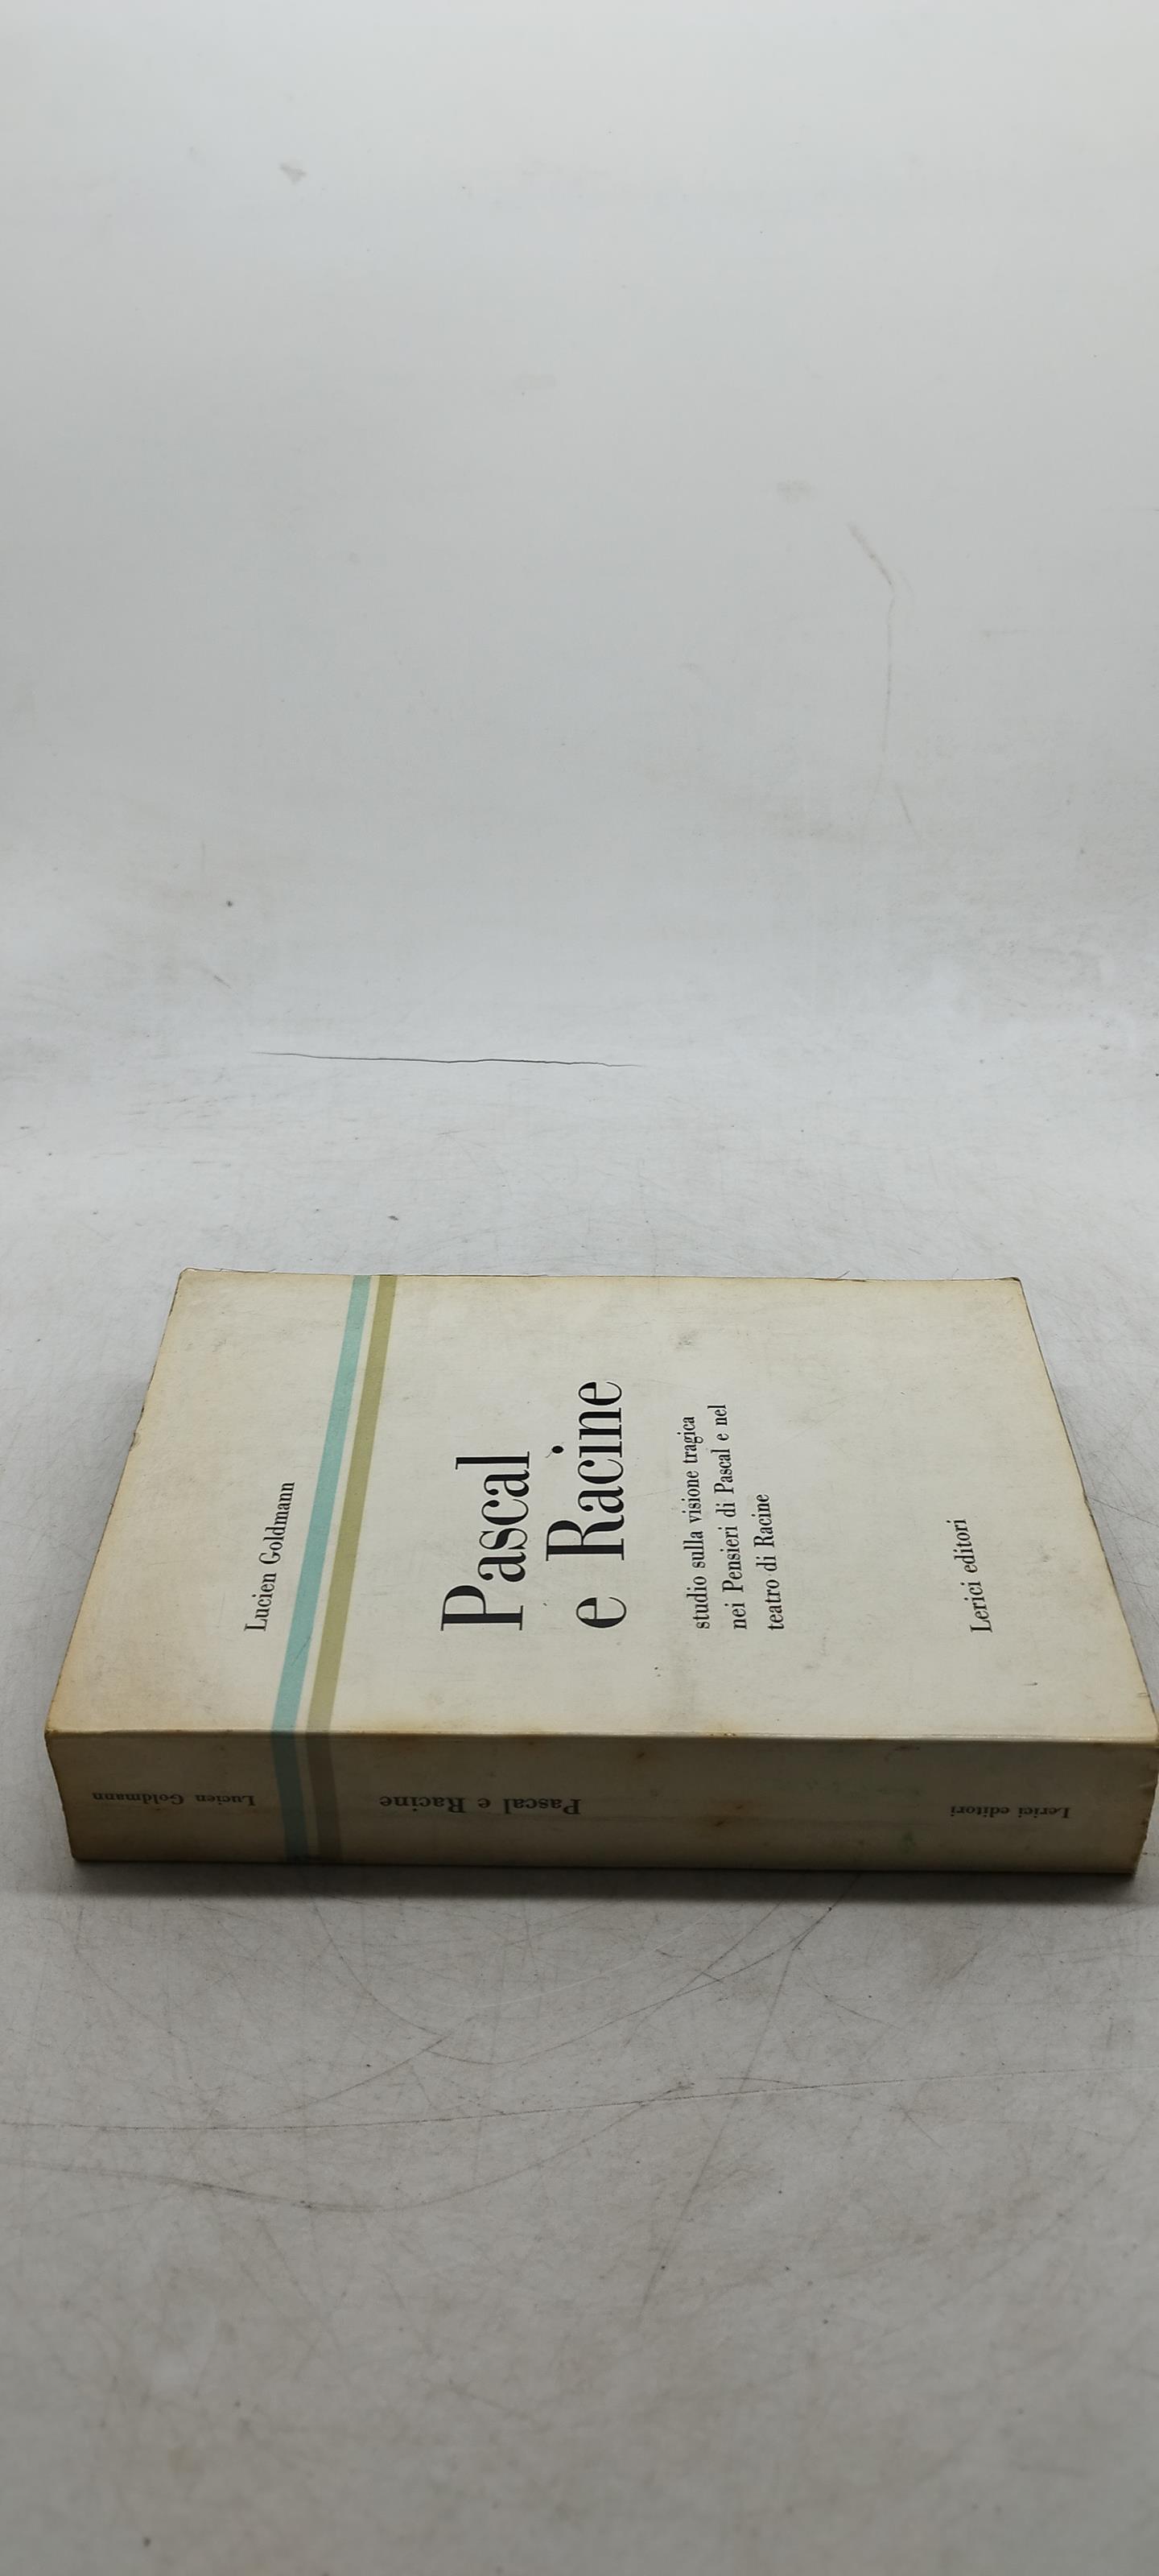 Lucien Goldmann
Pascal
e Racine
studio sulla visione tragica
nei Pensieri di Pascal e nel
teatro di Racine
Lerici editori
Lucien Goldmann
Pascal e Racine
Lerici editori